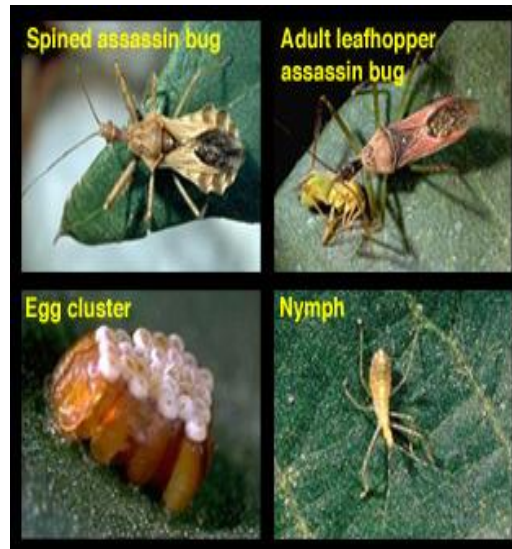 Spined assassin bug
Adult leafhopper
assassin bug
Egg cluster
Nymph